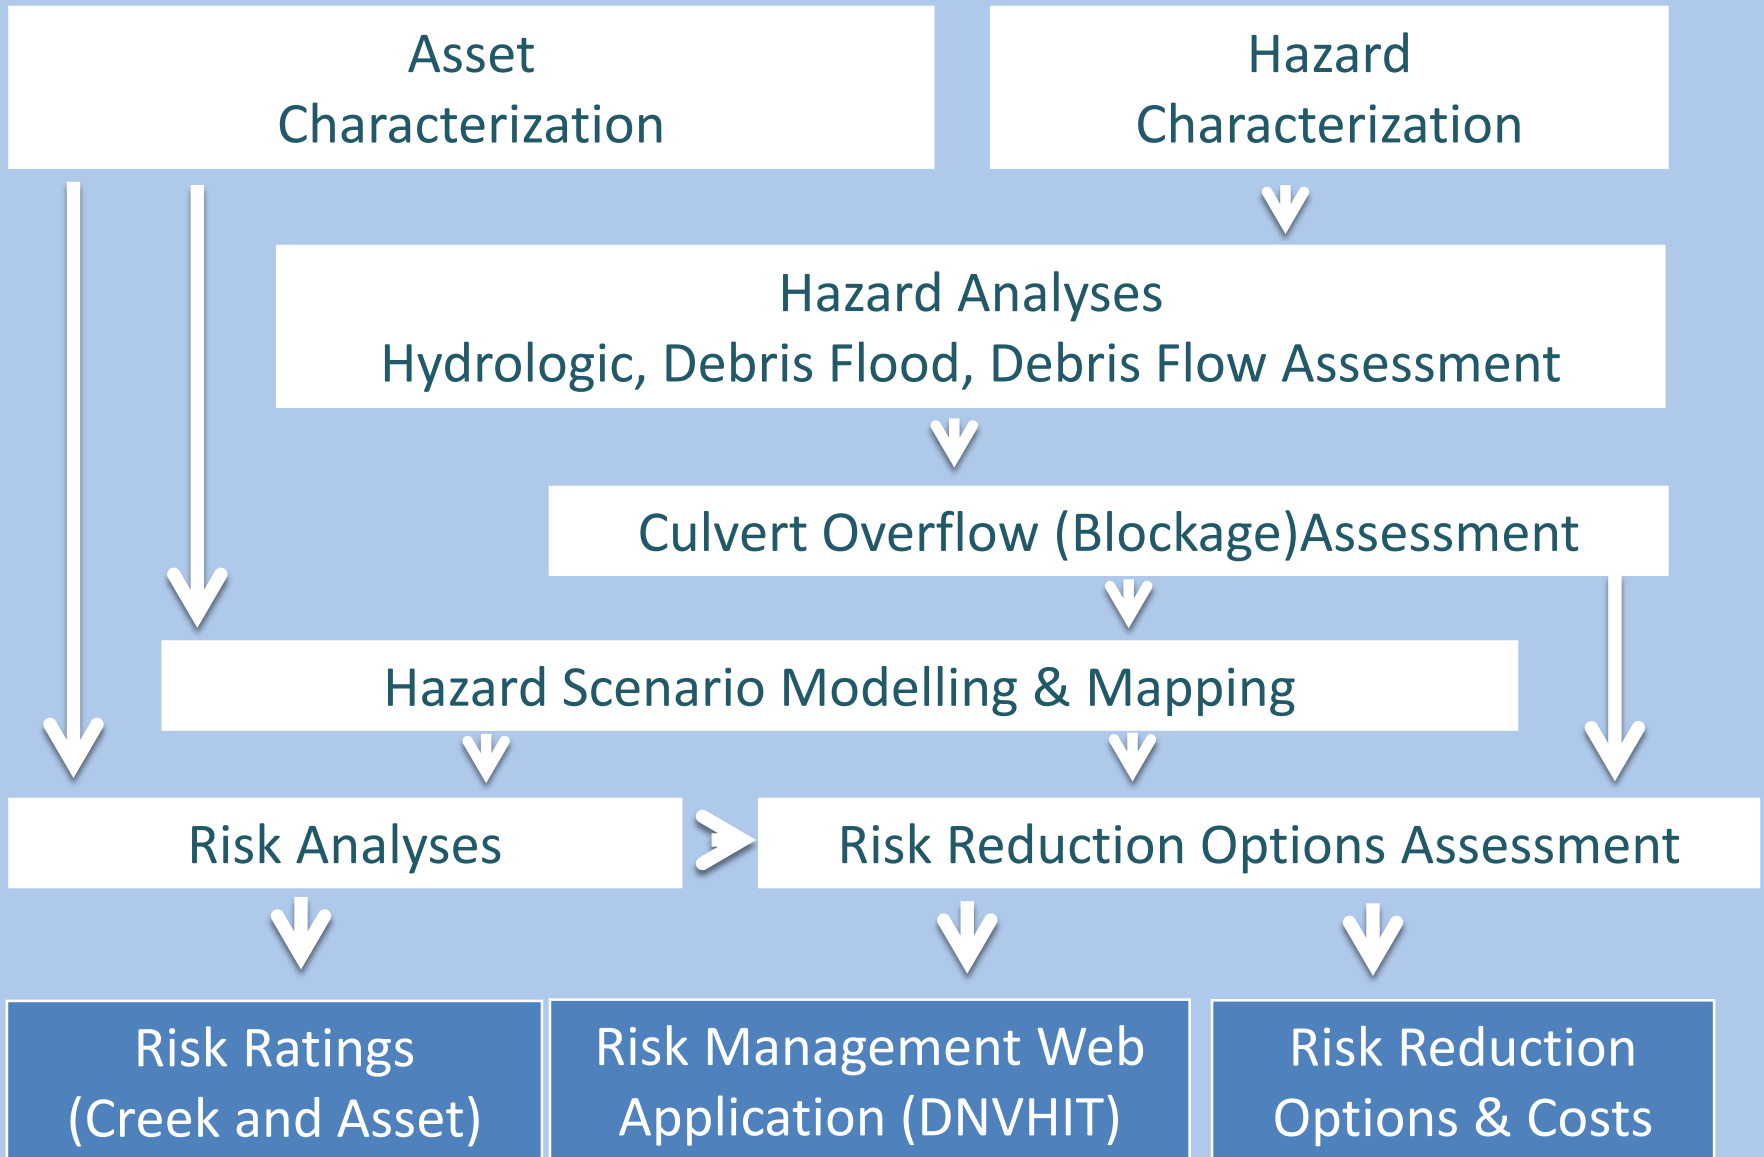 Asset
Characterization
Hazard
Characterization
Hazard Analyses
Hydrologic, Debris Flood, Debris Flow Assessment
Culvert Overflow (Blockage)Assessment
Hazard Scenario Modelling & Mapping
Risk Analyses
Risk Reduction Options Assessment
Risk Ratings
(Creek and Asset)
Risk Management Web
Application (DNVHIT)
Risk Reduction
Options & Costs